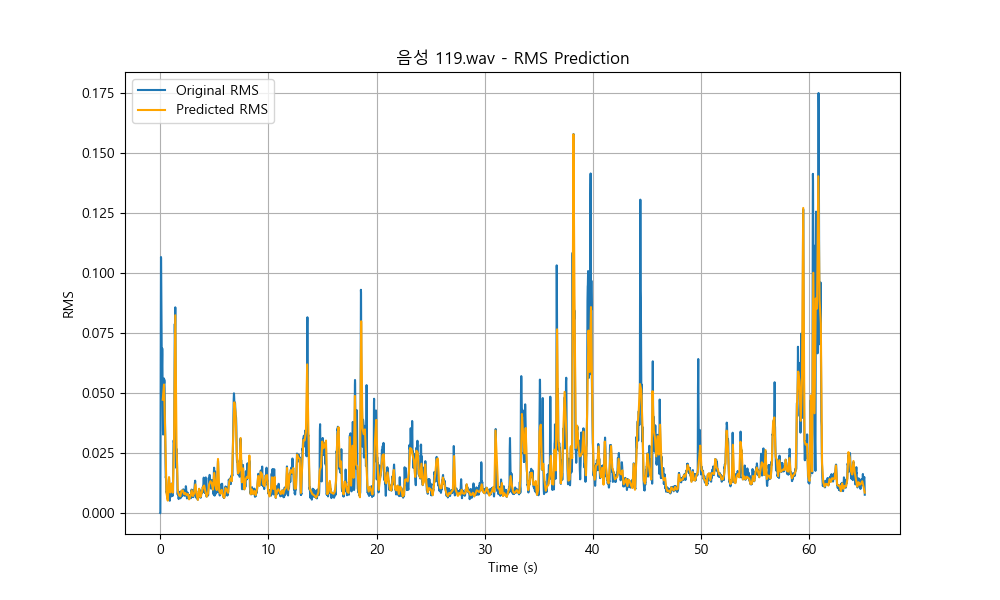 음성 119.wav - RMS Prediction
Original RMS
Predicted RMS
0.175
0.150
0.125
0.100
0.075
0.050
0.025
0.000
RMS
0 10 20 30 40 50 60
Time (s)